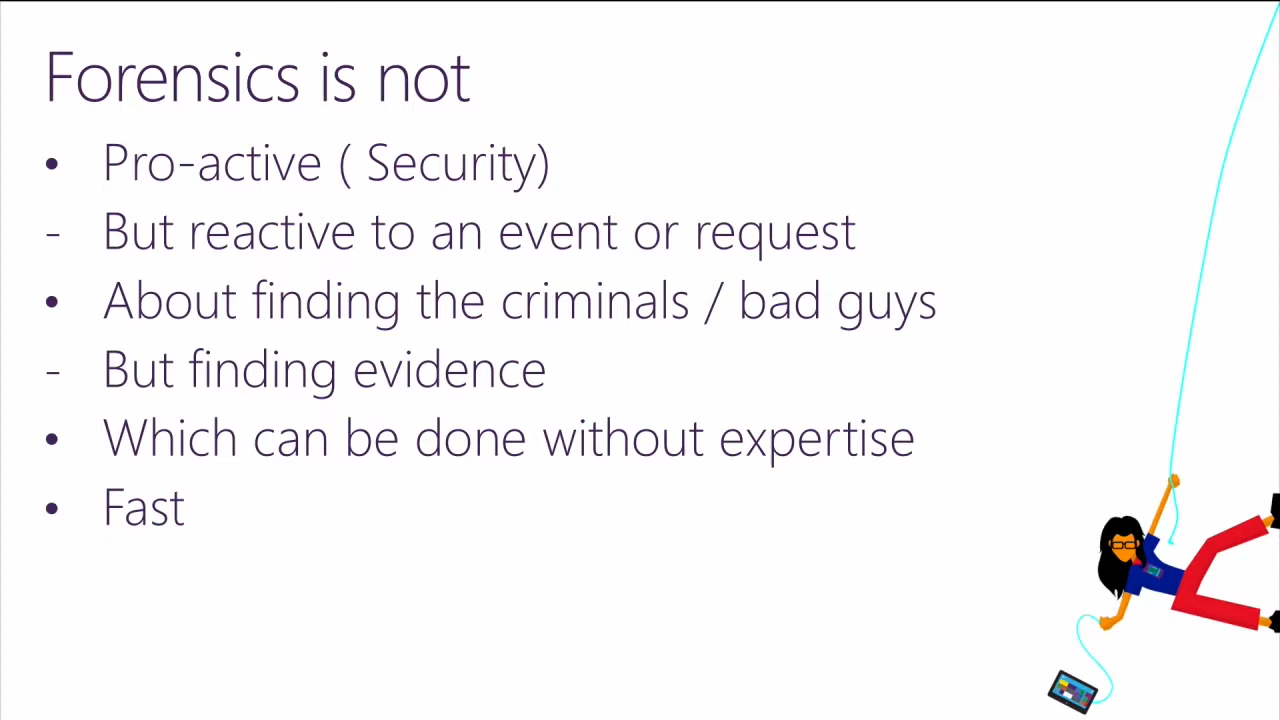 Forensics is not
• Pro-active ( Security)
- But reactive to an event or request
• About finding the criminals / bad guys
- But finding evidence
• Which can be done without expertise
• Fast